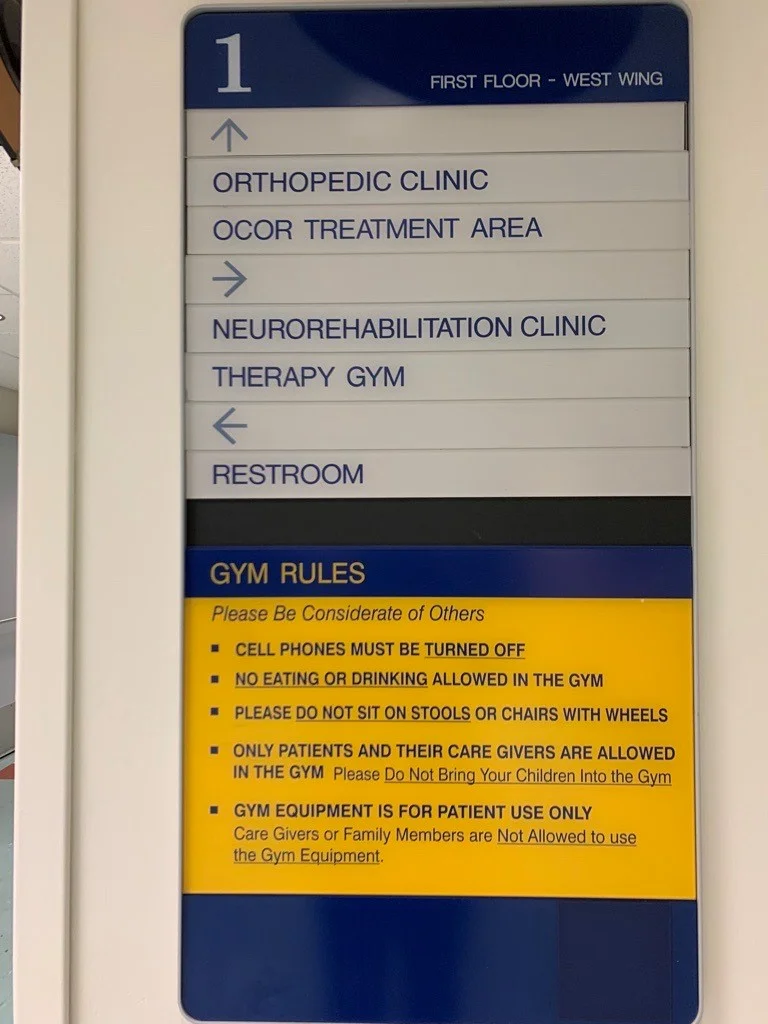 1
FIRST FLOOR - WEST WING
↑
ORTHOPEDIC CLINIC
OCOR TREATMENT AREA
→
NEUROREHABILITATION CLINIC
THERAPY GYM
←
RESTROOM
GYM RULES
Please Be Considerate of Others
▪ CELL PHONES MUST BE TURNED OFF
▪ NO EATING OR DRINKING ALLOWED IN THE GYM
▪ PLEASE DO NOT SIT ON STOOLS OR CHAIRS WITH WHEELS
▪ ONLY PATIENTS AND THEIR CARE GIVERS ARE ALLOWED
IN THE GYM Please Do Not Bring Your Children Into the Gym
▪ GYM EQUIPMENT IS FOR PATIENT USE ONLY
Care Givers or Family Members are Not Allowed to use
the Gym Equipment.